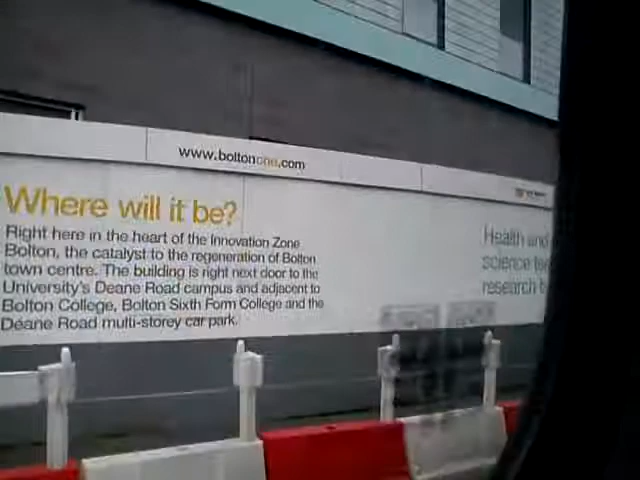 www.boltonone.com
Where will it be?
Right here in the heart of the Innovation Zone
Bolton, the catalyst to the regeneration of Bolton
town centre. The building is right next door to the
University's Deane Road campus and adjacent to
Bolton College, Bolton Sixth Form College and the
Deane Road multi-storey car park.
Health and
science
research